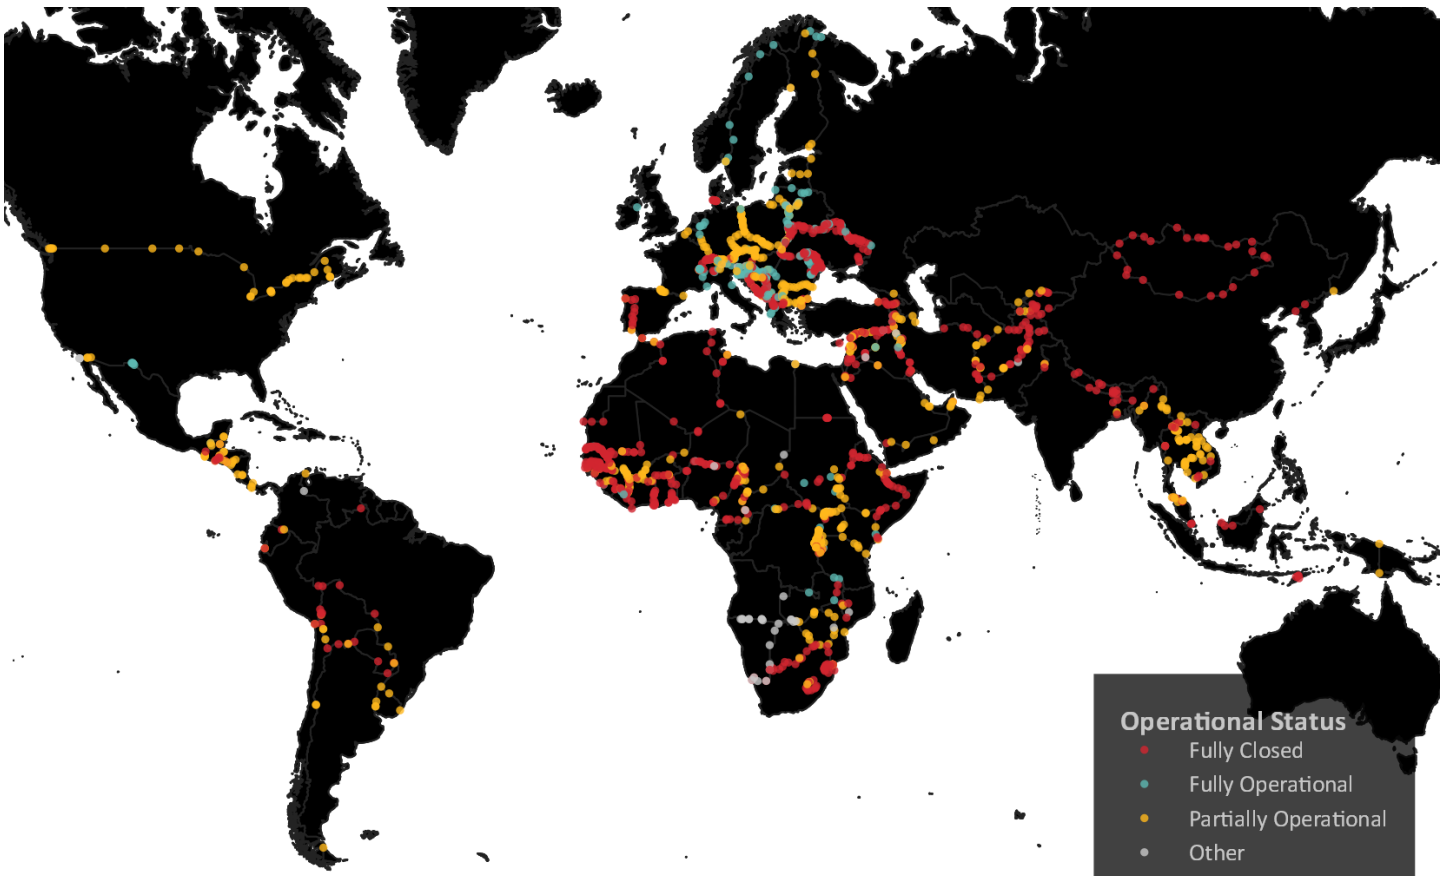 Operational Status
Fully Closed
Fully Operational
Partially Operational
Other